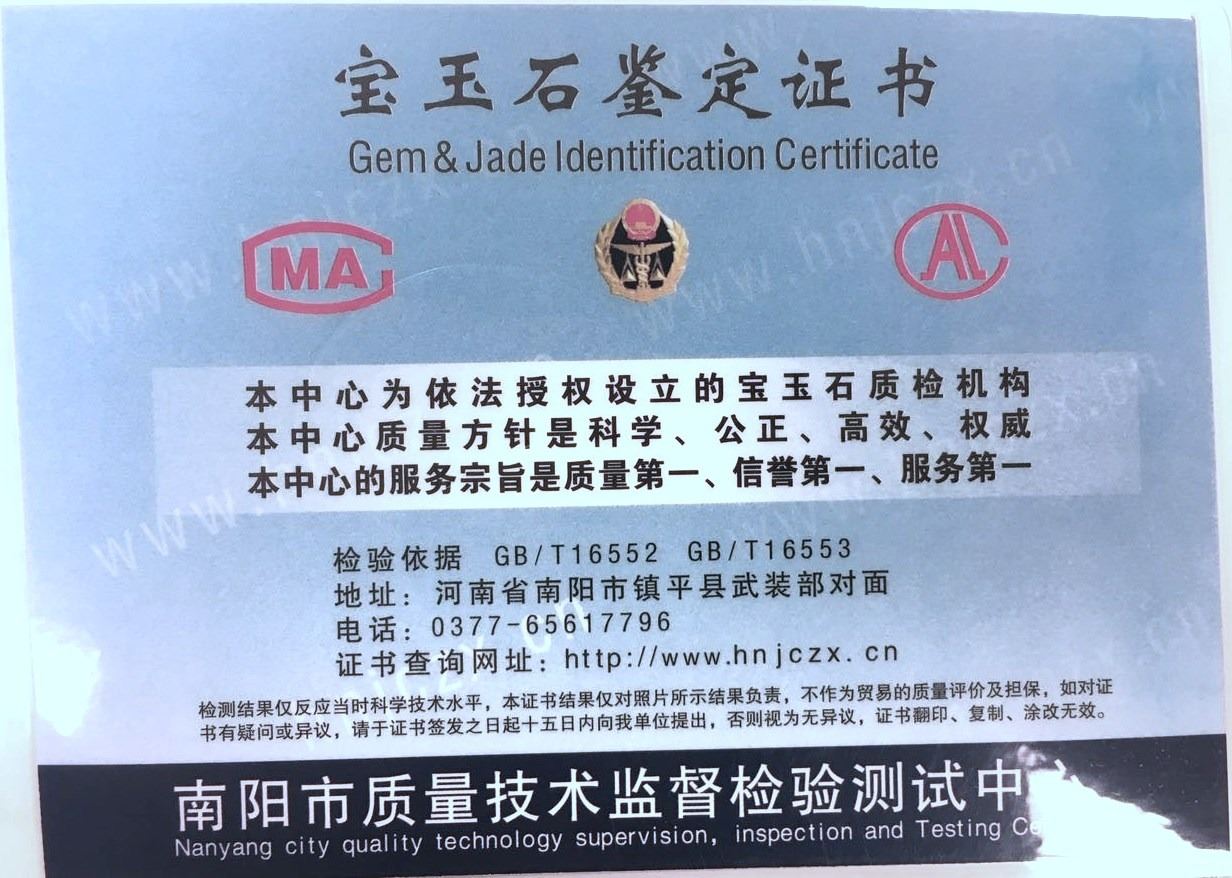 宝玉石鉴定证书
Gem & Jade Identification Certificate
MA
AL
本中心为依法授权设立的宝玉石质检机构
本中心质量方针是科学、公正、高效、权威
本中心的服务宗旨是质量第一、信誉第一、服务第一
检验依据 GB/T16552 GB/T16553
地址：河南省南阳市镇平县武装部对面
电话：0377-65617796
证书查询网址：http://www.hnjczx.cn
检测结果仅反应当时科学技术水平，本证书结果仅对照片所示结果负责，不作为贸易的质量评价及担保，如对证
书有疑问或异议，请于证书签发之日起十五日内向我单位提出，否则视为无异议，证书翻印、复制、涂改无效。
南阳市质量技术监督检验测试中
Nanyang city quality technology supervision, inspection and Testing